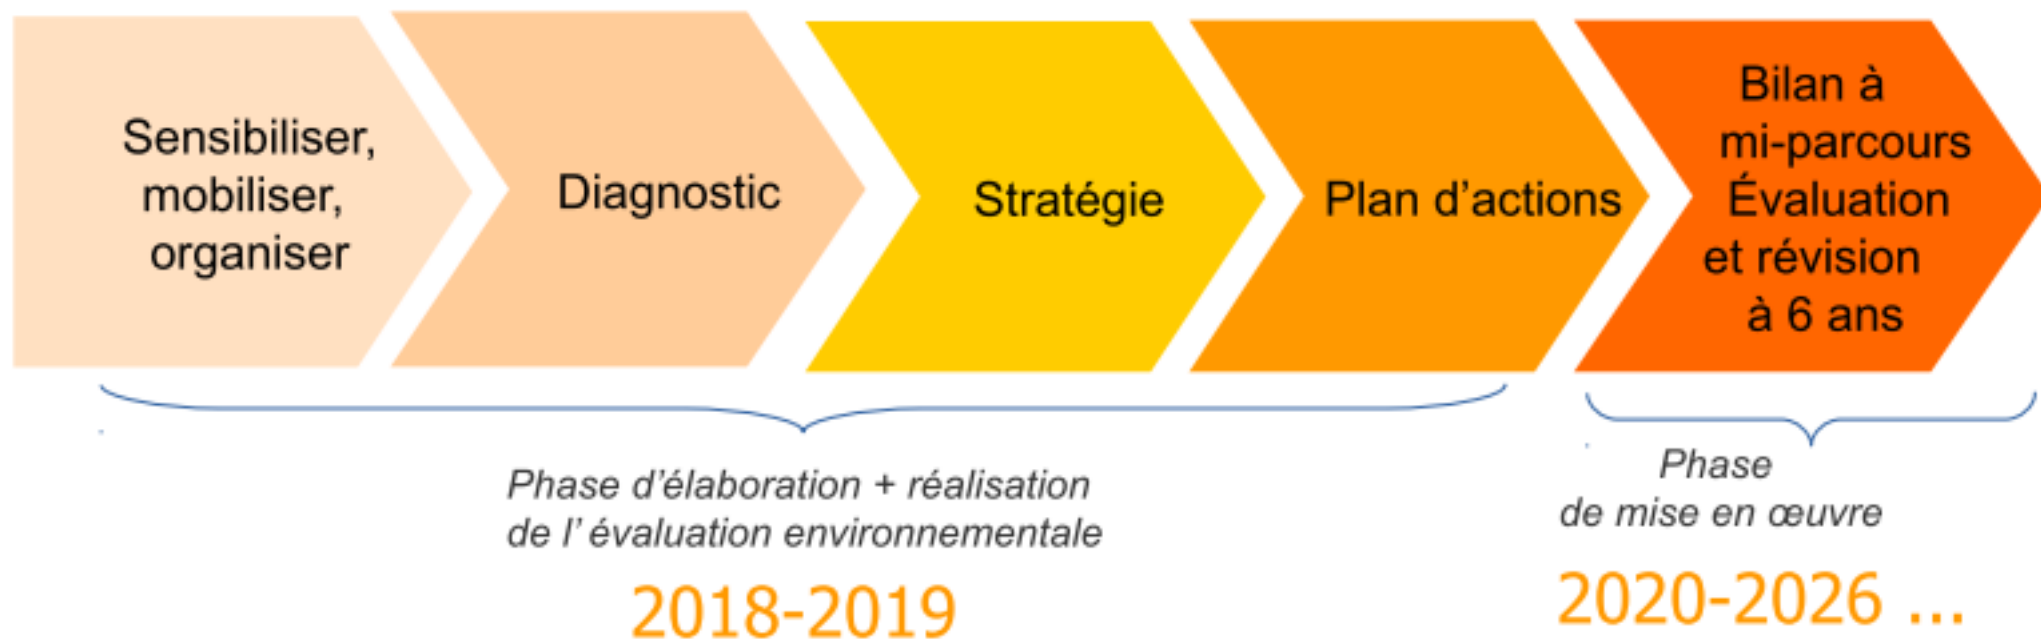 Sensibiliser,
mobiliser,
organiser
Diagnostic
Stratégie
Plan d’actions
Bilan à
mi-parcours
Évaluation
et révision
à 6 ans
Phase d’élaboration + réalisation
de l’ évaluation environnementale
2018-2019
Phase
de mise en œuvre
2020-2026 ...